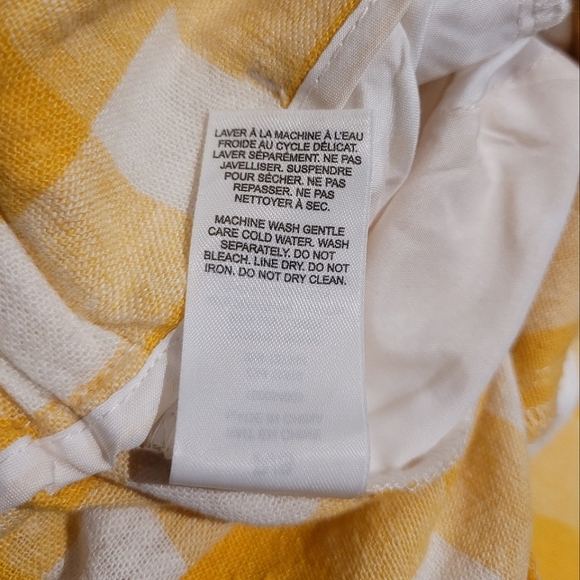 LAVER À LA MACHINE À L'EAU
FROIDE AU CYCLE DÉLICAT.
LAVER SÉPARÉMENT. NE PAS
JAVELLISER. SUSPENDRE
POUR SÉCHER. NE PAS
REPASSER. NE PAS
NETTOYER À SEC.
MACHINE WASH GENTLE
CARE COLD WATER. WASH
SEPARATELY. DO NOT
BLEACH. LINE DRY. DO NOT
IRON. DO NOT DRY CLEAN.